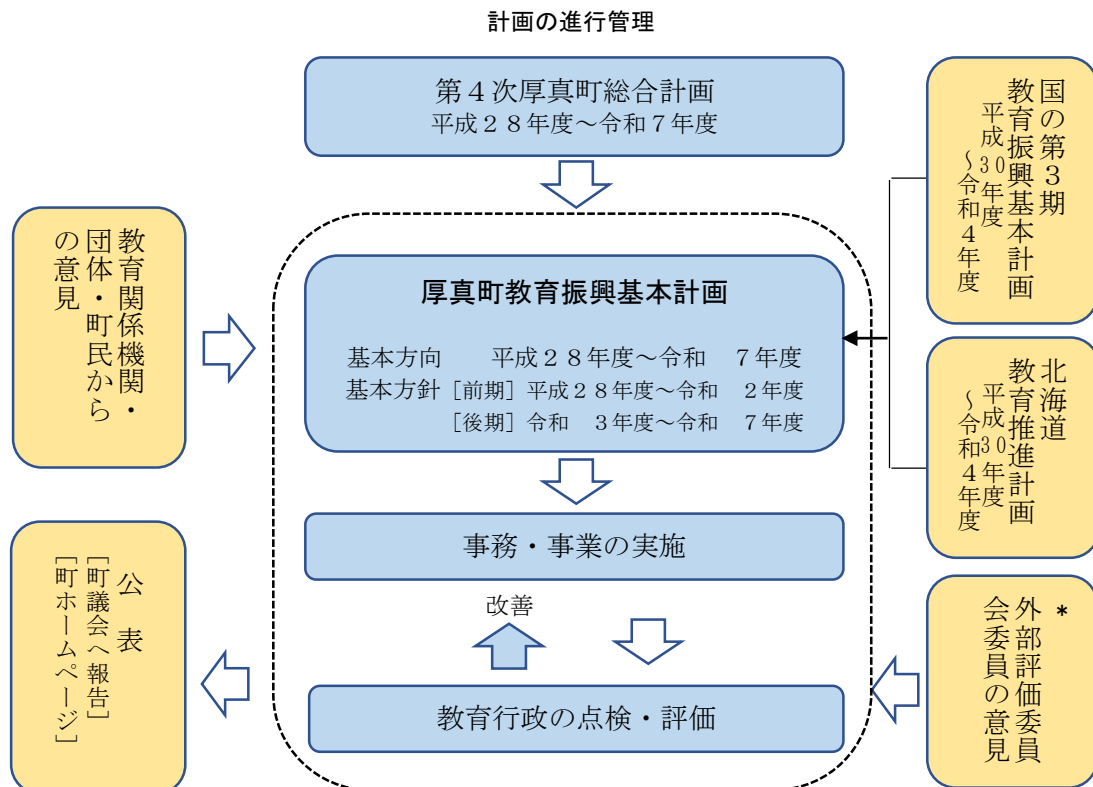 計画の進行管理
第４次厚真町総合計画
平成２８年度～令和７年度
国の第３期
教育振興基本計画
平成30年度
～令和４年度
教育関係機関・
団体・町民から
の意見
厚真町教育振興基本計画
基本方向　　平成２８年度～令和　７年度
基本方針［前期］平成２８年度～令和　２年度
［後期］令和　３年度～令和　７年度
北海道
教育推進計画
平成30年度
～令和４年度
事務・事業の実施
改善
教育行政の点検・評価
公　表
［町議会へ報告］
［町ホームページ］
*
外部評価委員
会委員の意見